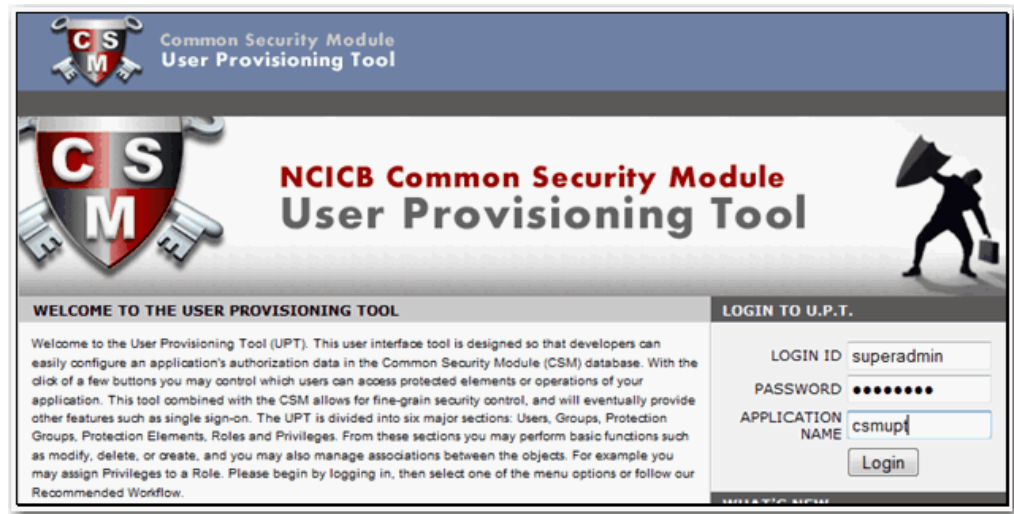 C S
M
Common Security Module
User Provisioning Tool
C S
M
NCICB Common Security Module
User Provisioning Tool
WELCOME TO THE USER PROVISIONING TOOL
Welcome to the User Provisioning Tool (UPT). This user interface tool is designed so that developers can
easily configure an application's authorization data in the Common Security Module (CSM) database. With the
click of a few buttons you may control which users can access protected elements or operations of your
application. This tool combined with the CSM allows for fine-grain security control, and will eventually provide
other features such as single sign-on. The UPT is divided into six major sections: Users, Groups, Protection
Groups, Protection Elements, Roles and Privileges. From these sections you may perform basic functions such
as modify, delete, or create, and you may also manage associations between the objects. For example you
may assign Privileges to a Role. Please begin by logging in, then select one of the menu options or follow our
Recommended Workflow.
LOGIN TO U.P.T.
LOGIN ID superadmin
PASSWORD ●●●●●●●●
APPLICATION
NAME csmupt
Login
WHAT'S NEW